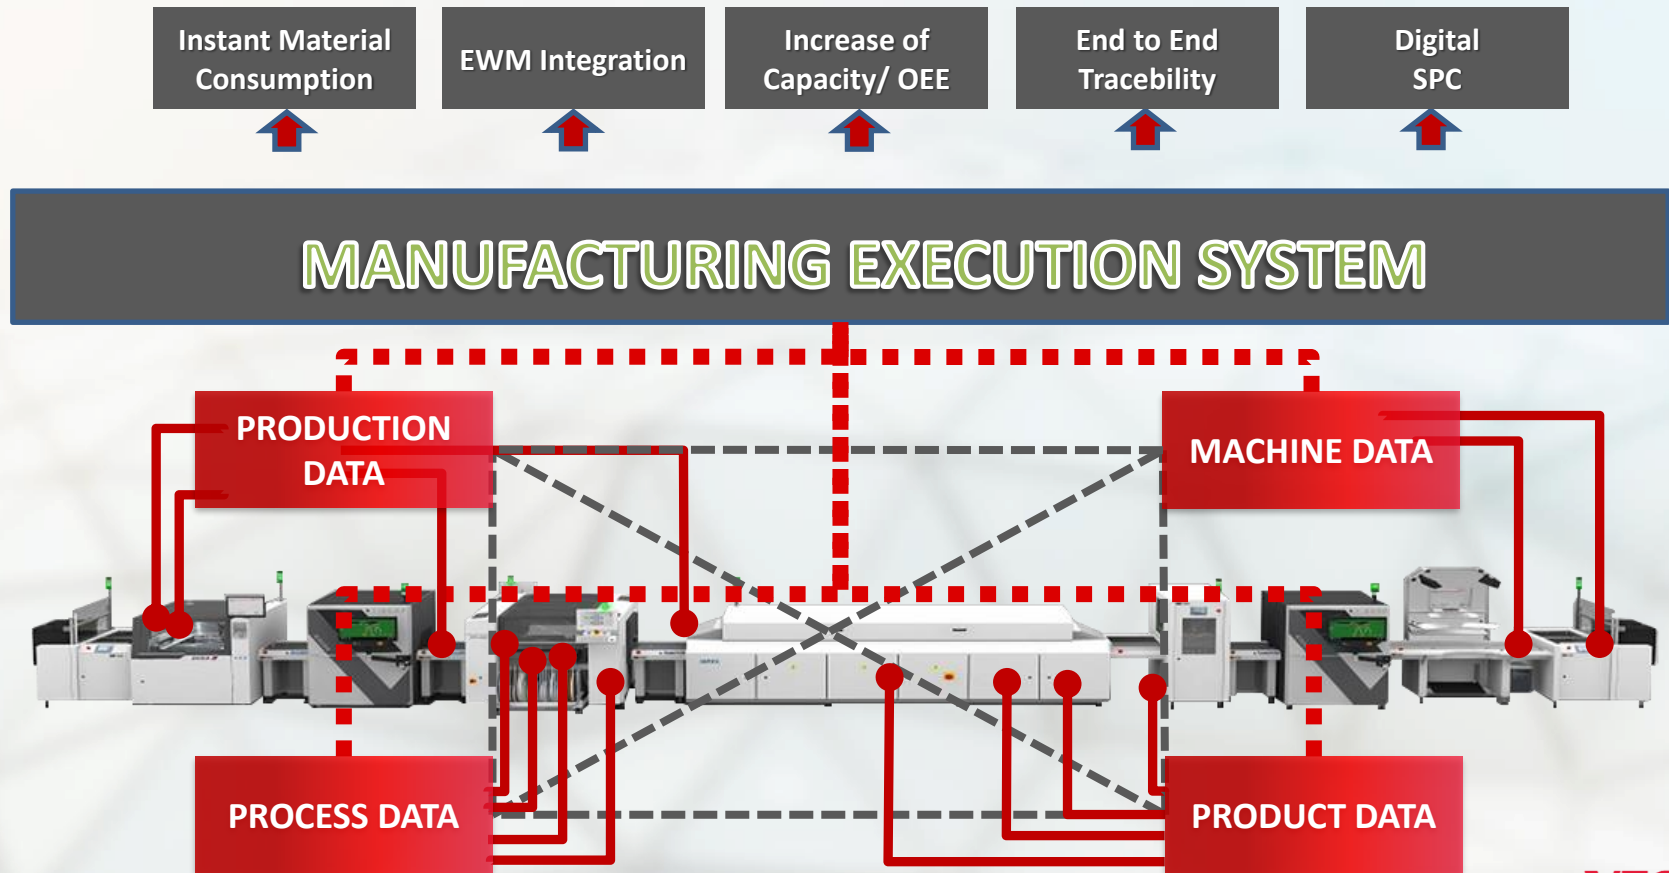 Instant Material
Consumption
EWM Integration
Increase of
Capacity/ OEE
End to End
Tracebility
Digital
SPC
MANUFACTURING EXECUTION SYSTEM
PRODUCTION
DATA
MACHINE DATA
PROCESS DATA
PRODUCT DATA